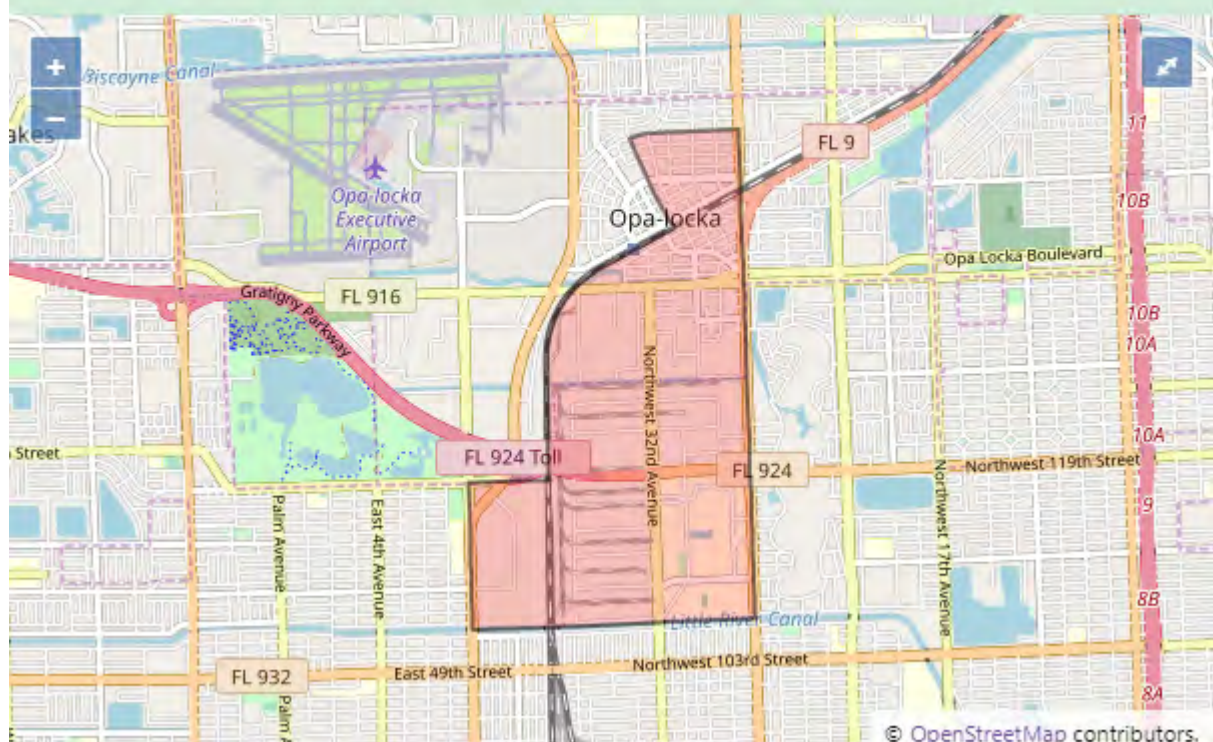 +
−
Biscayne Canal
akes
11
FL 9
10B
Opa-locka
Executive
Airport
Opa-locka
Opa Locka Boulevard
FL 916
Gratigny Parkway
10B
10A
Northwest 32nd Avenue
10A
Street
FL 924 Toll
FL 924
Northwest 119th Street
9
Palm Avenue
East 4th Avenue
Northwest 17th Avenue
8B
Little River Canal
FL 932
East 49th Street
Northwest 103rd Street
8A
Palm A
© OpenStreetMap contributors.